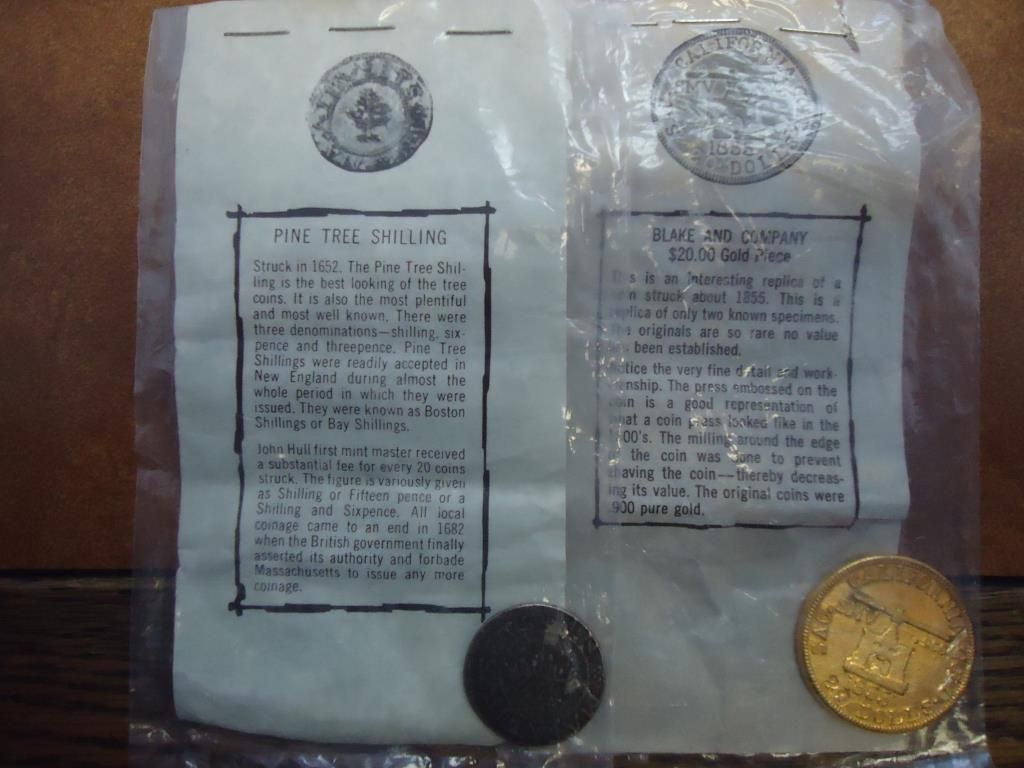 PINE TREE SHILLING
Struck in 1652. The Pine Tree Shil-
ling is the best looking of the tree
coins. It is also the most plentiful
and most well known. There were
three denominations—shilling, six-
pence and threepence. Pine Tree
Shillings were readily accepted in
New England during almost the
whole period in which they were
issued. They were known as Boston
Shillings or Bay Shillings.
John Hull first mint master received
a substantial fee for every 20 coins
struck. The figure is variously given
as Shilling or Fifteen pence or a
Shilling and Sixpence. All local
coinage came to an end in 1682
when the British government finally
asserted its authority and forbade
Massachusetts to issue any more
coinage.
CALIFORNIA
1855
DOLL
BLAKE AND COMPANY
$20.00 Gold Piece
is an interesting replica of a
struck about 1855. This is a
replica of only two known specimens.
originals are so rare no value
been established.
Notice the very fine detail and work-
manship. The press embossed on the
coin is a good representation of
what a coin press looked like in the
the coin was done to prevent
shaving the coin—thereby decreas-
ing its value. The original coins were
.900 pure gold.